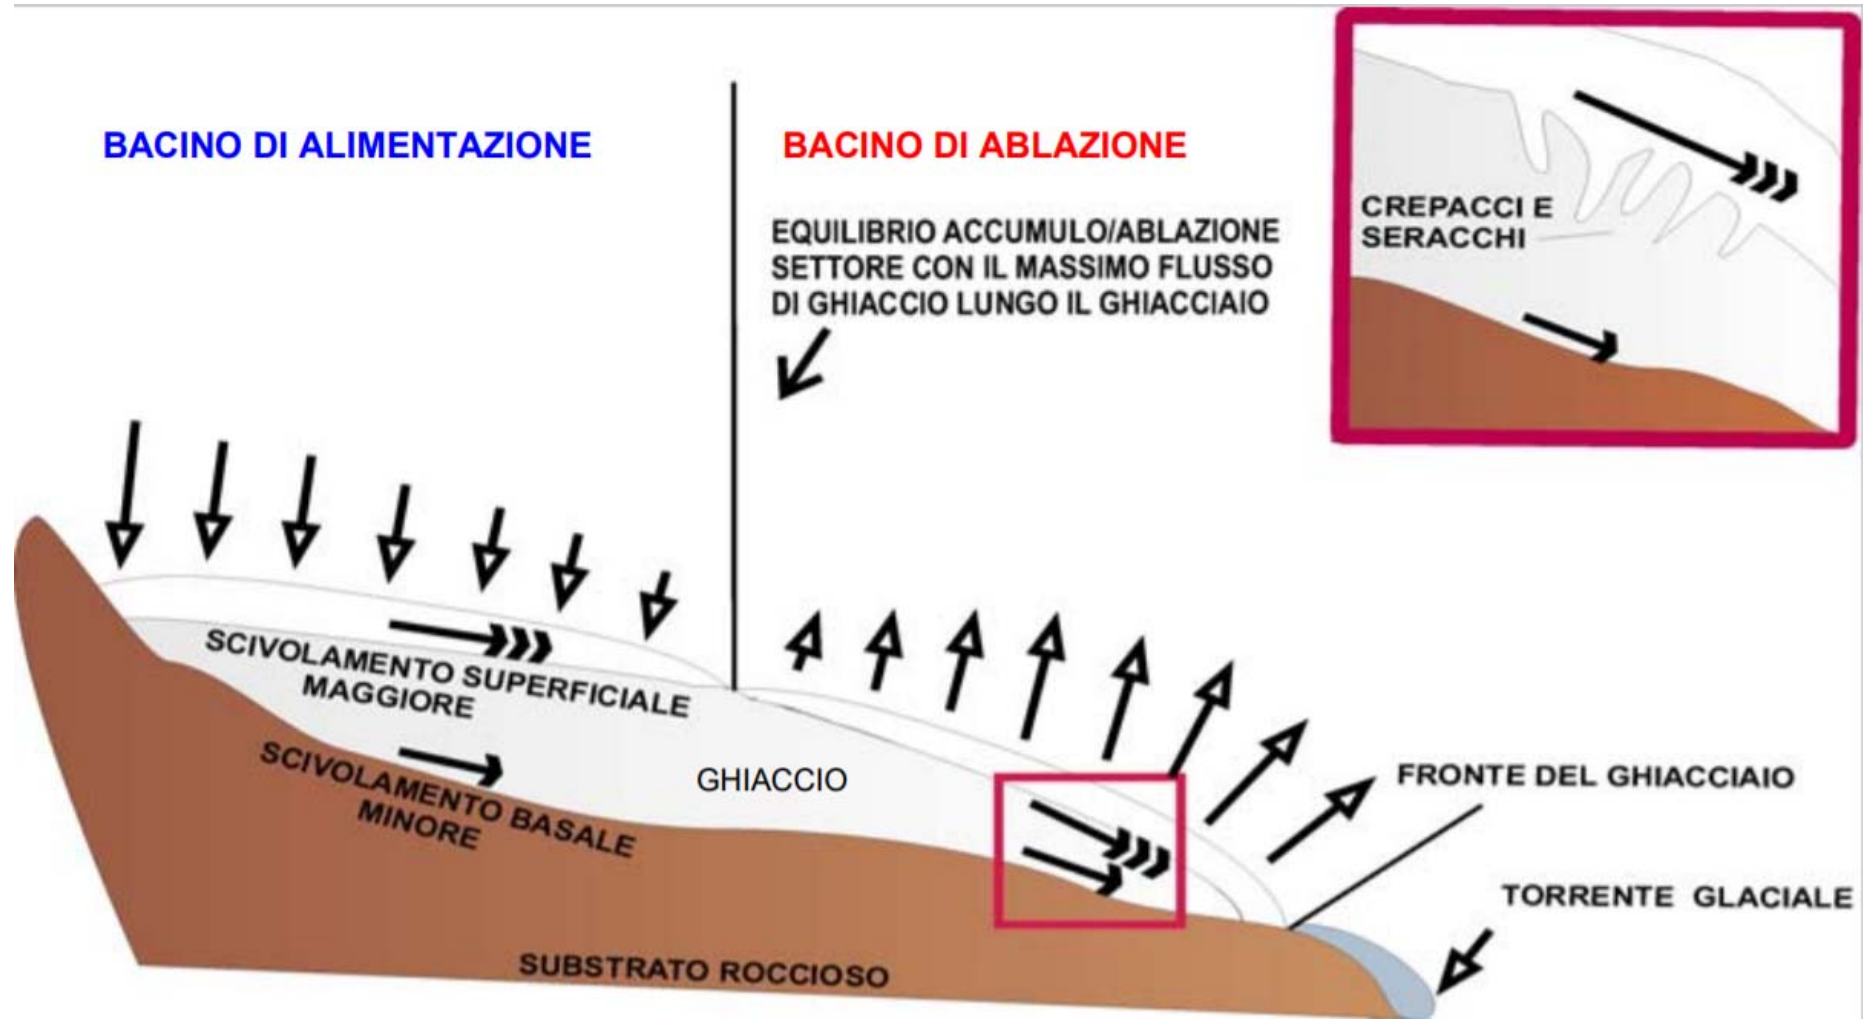 BACINO DI ALIMENTAZIONE
BACINO DI ABLAZIONE
EQUILIBRIO ACCUMULO/ABLAZIONE
SETTORE CON IL MASSIMO FLUSSO
DI GHIACCIO LUNGO IL GHIACCIAIO
CREPACCI E
SERACCHI
SCIVOLAMENTO SUPERFICIALE
MAGGIORE
SCIVOLAMENTO BASALE
MINORE
GHIACCIO
FRONTE DEL GHIACCIAIO
TORRENTE GLACIALE
SUBSTRATO ROCCIOSO